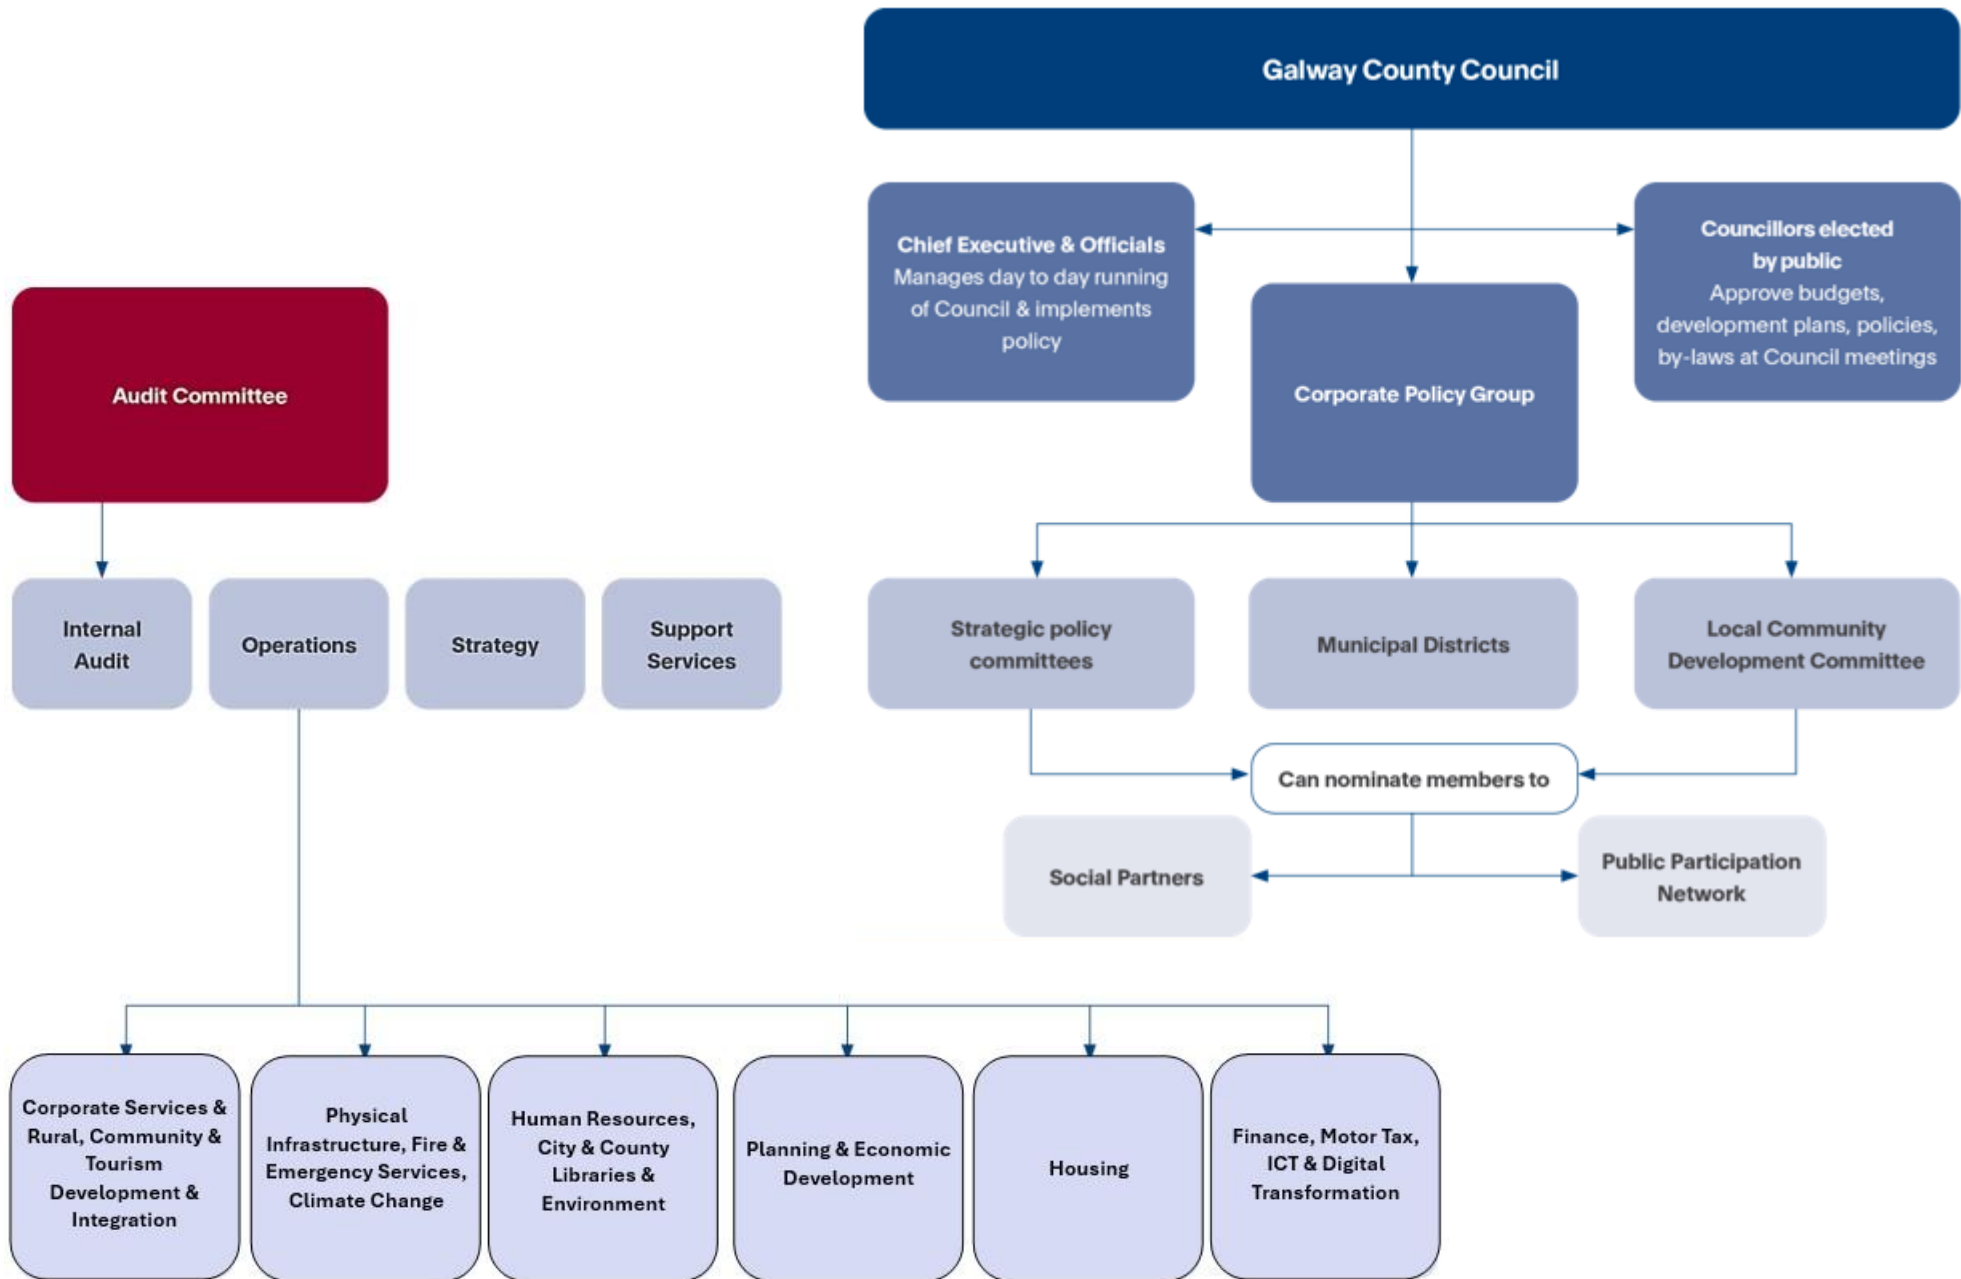 Galway County Council
Chief Executive & Officials
Manages day to day running
of Council & implements
policy
Councillors elected
by public
Approve budgets,
development plans, policies,
by-laws at Council meetings
Corporate Policy Group
Audit Committee
Internal
Audit
Operations
Strategy
Support
Services
Strategic policy
committees
Municipal Districts
Local Community
Development Committee
Can nominate members to
Social Partners
Public Participation
Network
Corporate Services &
Rural, Community &
Tourism
Development &
Integration
Physical
Infrastructure, Fire &
Emergency Services,
Climate Change
Human Resources,
City & County
Libraries &
Environment
Planning & Economic
Development
Housing
Finance, Motor Tax,
ICT & Digital
Transformation